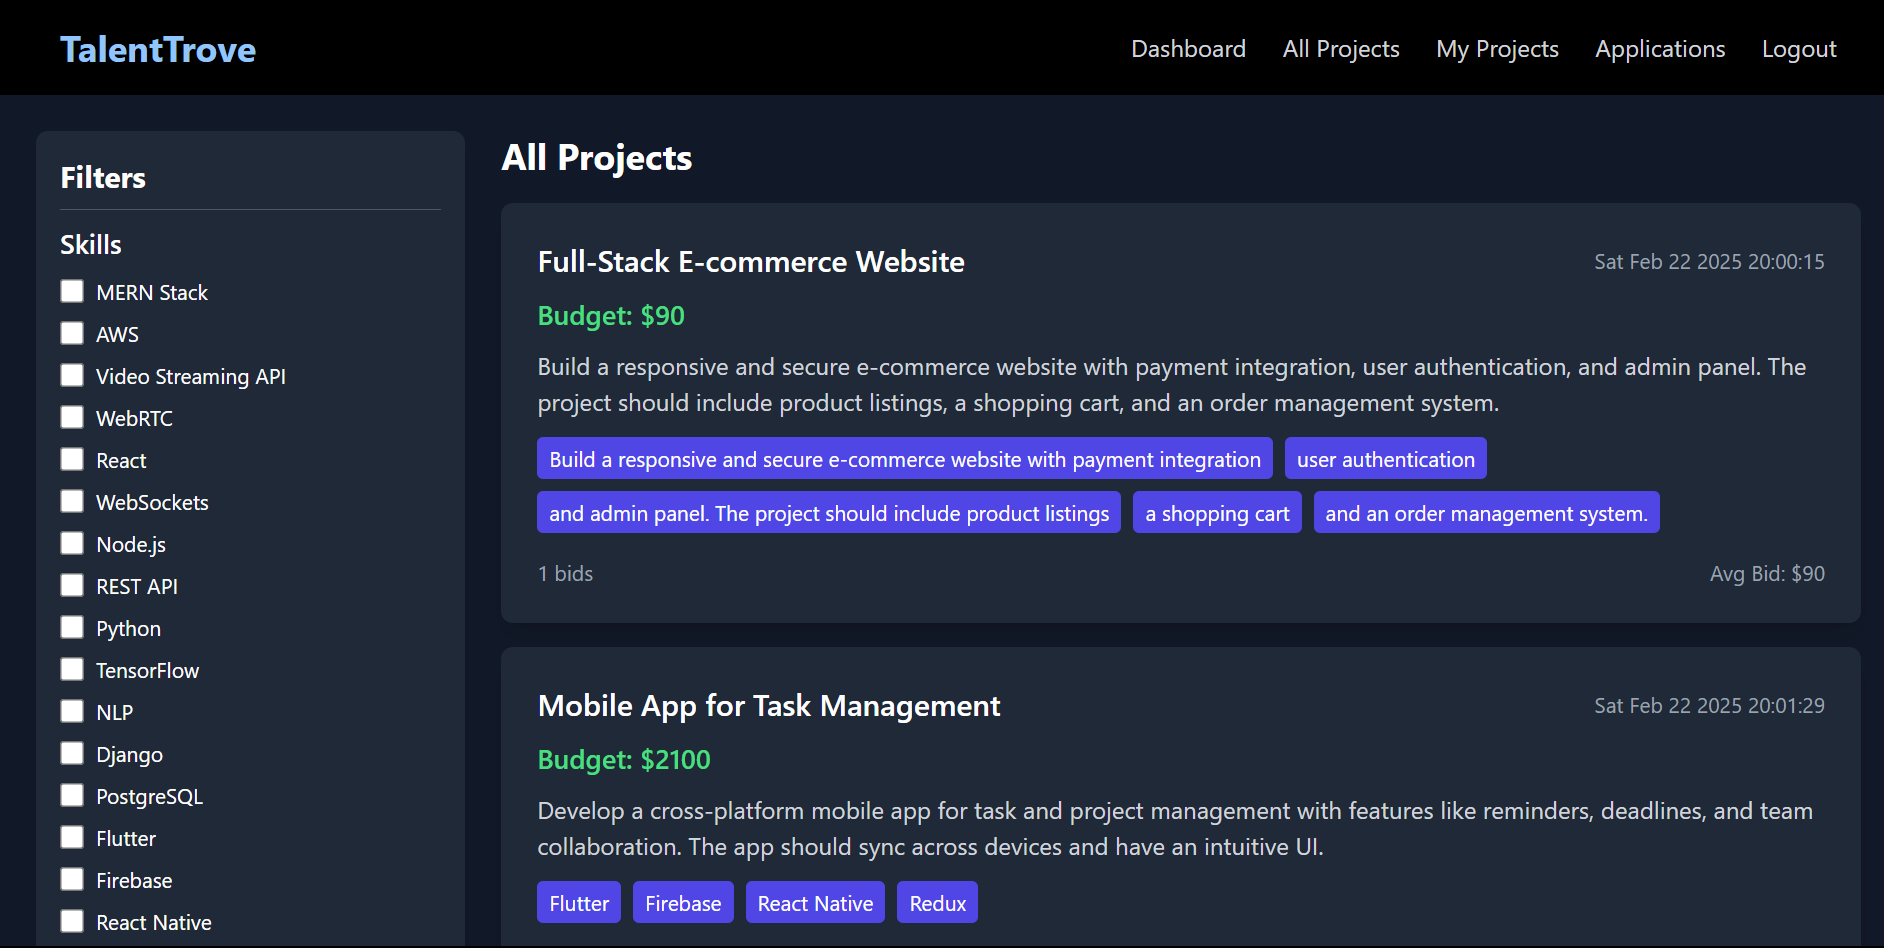 TalentTrove
Dashboard All Projects My Projects Applications Logout
Filters
Skills
MERN Stack
AWS
Video Streaming API
WebRTC
React
WebSockets
Node.js
REST API
Python
TensorFlow
NLP
Django
PostgreSQL
Flutter
Firebase
React Native
All Projects
Full-Stack E-commerce Website Sat Feb 22 2025 20:00:15
Budget: $90
Build a responsive and secure e-commerce website with payment integration, user authentication, and admin panel. The
project should include product listings, a shopping cart, and an order management system.
Build a responsive and secure e-commerce website with payment integration user authentication
and admin panel. The project should include product listings a shopping cart and an order management system.
1 bids Avg Bid: $90
Mobile App for Task Management Sat Feb 22 2025 20:01:29
Budget: $2100
Develop a cross-platform mobile app for task and project management with features like reminders, deadlines, and team
collaboration. The app should sync across devices and have an intuitive UI.
Flutter Firebase React Native Redux